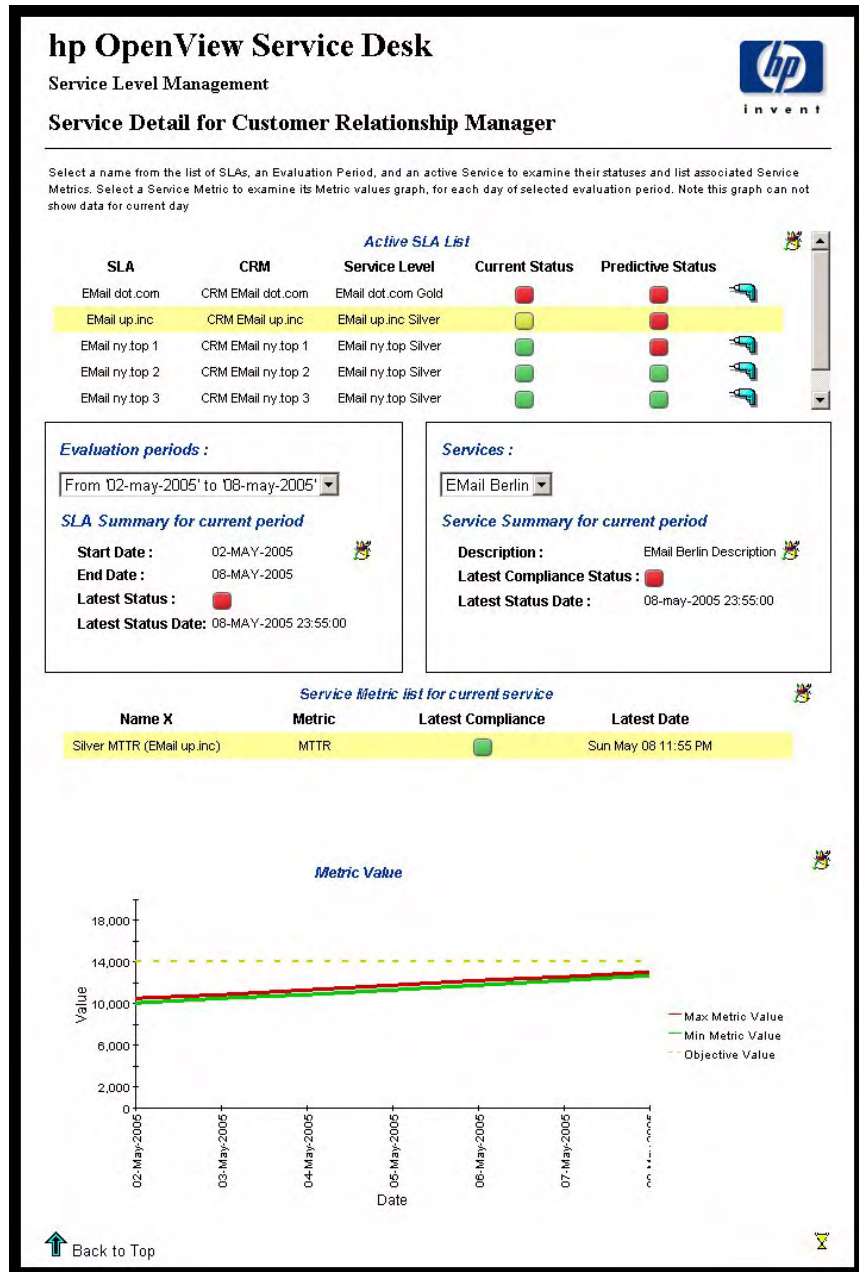 hp OpenView Service Desk
Service Level Management
hp
invent
Service Detail for Customer Relationship Manager
Select a name from the list of SLAs, an Evaluation Period, and an active Service to examine their statuses and list associated Service
Metrics. Select a Service Metric to examine its Metric values graph, for each day of selected evaluation period. Note this graph can not
show data for current day
Active SLA List
SLA CRM Service Level Current Status Predictive Status
EMail dot.com CRM EMail dot.com EMail dot.com Gold
EMail up.inc CRM EMail up.inc EMail up.inc Silver
EMail ny.top 1 CRM EMail ny.top 1 EMail ny.top Silver
EMail ny.top 2 CRM EMail ny.top 2 EMail ny.top Silver
EMail ny.top 3 CRM EMail ny.top 3 EMail ny.top Silver
Evaluation periods :
From '02-may-2005' to '08-may-2005'
SLA Summary for current period
Start Date : 02-MAY-2005
End Date : 08-MAY-2005
Latest Status :
Latest Status Date: 08-MAY-2005 23:55:00
Services :
EMail Berlin
Service Summary for current period
Description : EMail Berlin Description
Latest Compliance Status :
Latest Status Date : 08-may-2005 23:55:00
Service Metric list for current service
Name X Metric Latest Compliance Latest Date
Silver MTTR (EMail up.inc) MTTR Sun May 08 11:55 PM
Metric Value
18,000
14,000
10,000
6,000
2,000
0
Value
02-May-2005
03-May-2005
04-May-2005
05-May-2005
06-May-2005
07-May-2005
Date
Max Metric Value
Min Metric Value
Objective Value
Back to Top